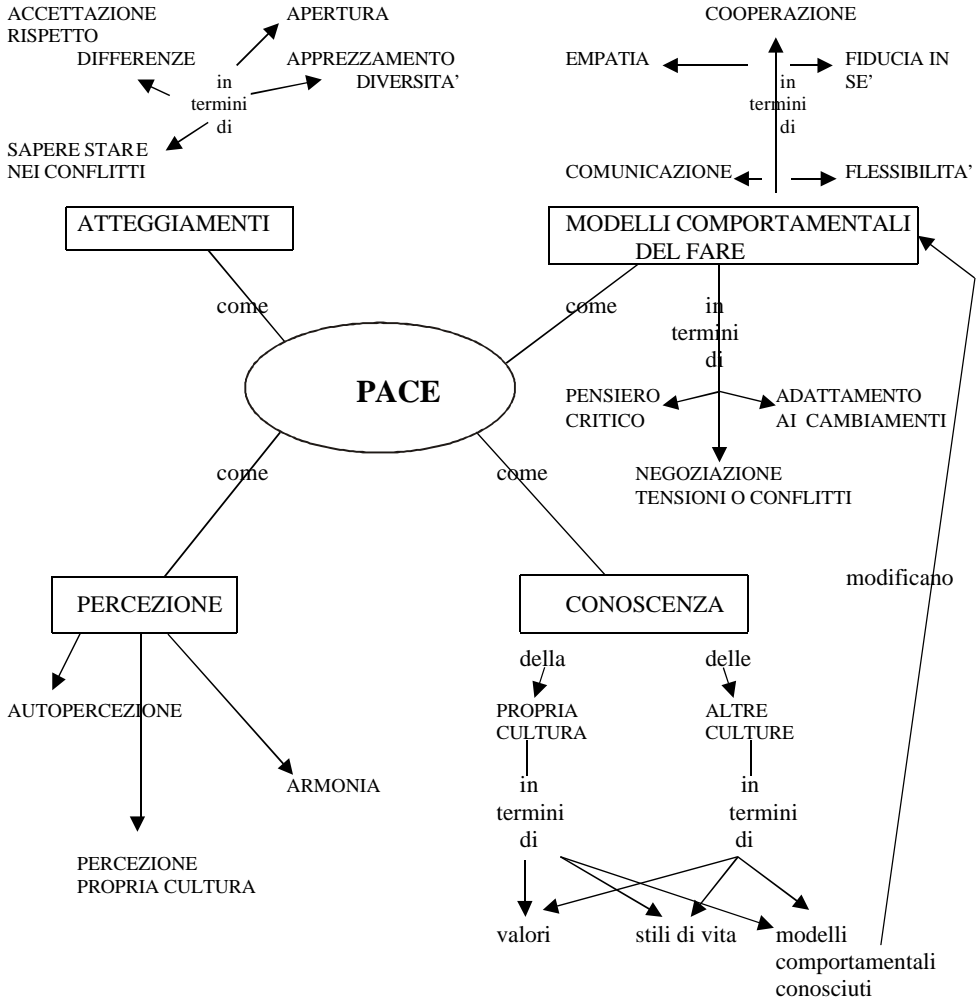 ACCETTAZIONE
RISPETTO
DIFFERENZE
APERTURA
APPREZZAMENTO
DIVERSITA'
in
termini
di
SAPERE STARE
NEI CONFLITTI
ATTEGGIAMENTI
COOPERAZIONE
EMPATIA
FIDUCIA IN
SE'
in
termini
di
COMUNICAZIONE
FLESSIBILITA'
MODELLI COMPORTAMENTALI
DEL FARE
come
come
in
termini
di
PACE
PENSIERO
CRITICO
ADATTAMENTO
AI CAMBIAMENTI
NEGOZIAZIONE
TENSIONI O CONFLITTI
come
come
modificano
PERCEZIONE
AUTOPERCEZIONE
ARMONIA
PERCEZIONE
PROPRIA CULTURA
CONOSCENZA
della
delle
PROPRIA
CULTURA
ALTRE
CULTURE
in
termini
di
in
termini
di
valori
stili di vita
modelli
comportamentali
conosciuti